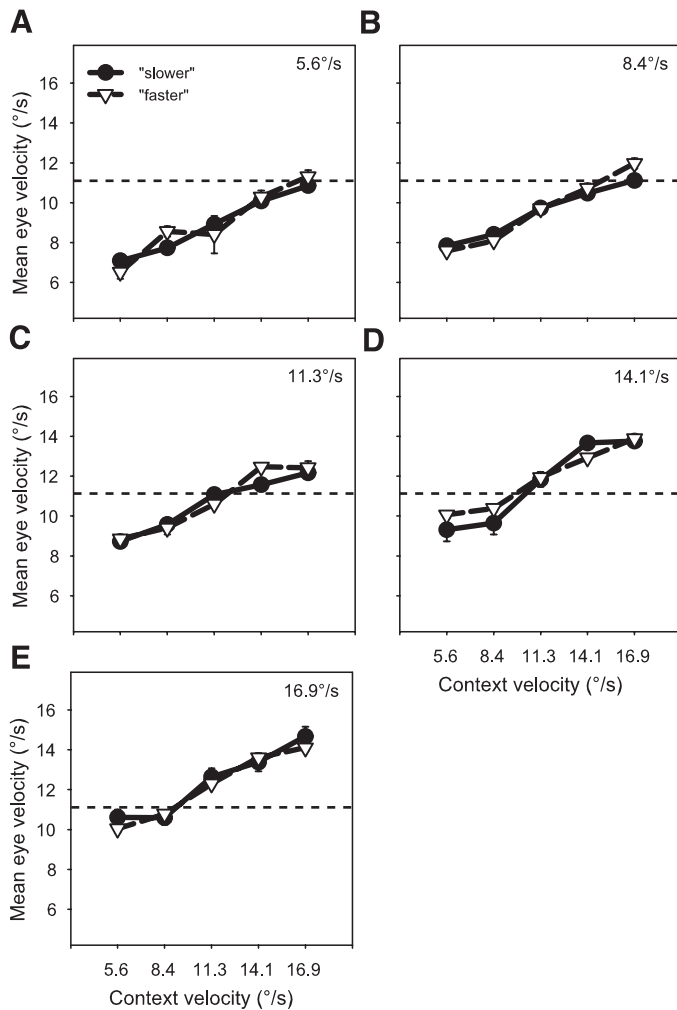 A
5.6°/s
"slower"
"faster"
16
14
12
10
8
6
Mean eye velocity (°/s)
B
8.4°/s
C
11.3°/s
16
14
12
10
8
6
Mean eye velocity (°/s)
D
14.1°/s
5.6 8.4 11.3 14.1 16.9
Context velocity (°/s)
E
16.9°/s
16
14
12
10
8
6
Mean eye velocity (°/s)
5.6 8.4 11.3 14.1 16.9
Context velocity (°/s)